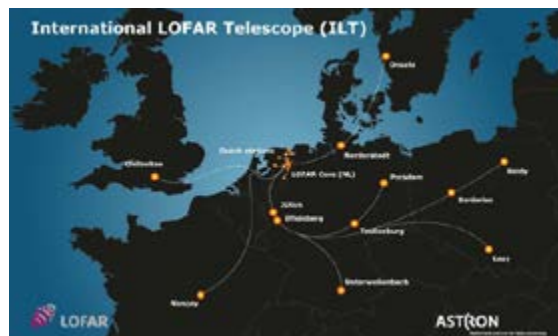 International LOFAR Telescope (ILT)
Onsala
Dutch stations
Norderstedt
Chilbolton
LOFAR Core (NL)
Potsdam
Jülich
Effelsberg
Tautenburg
Nançay
Unterweilenbach
LOFAR
ASTRON